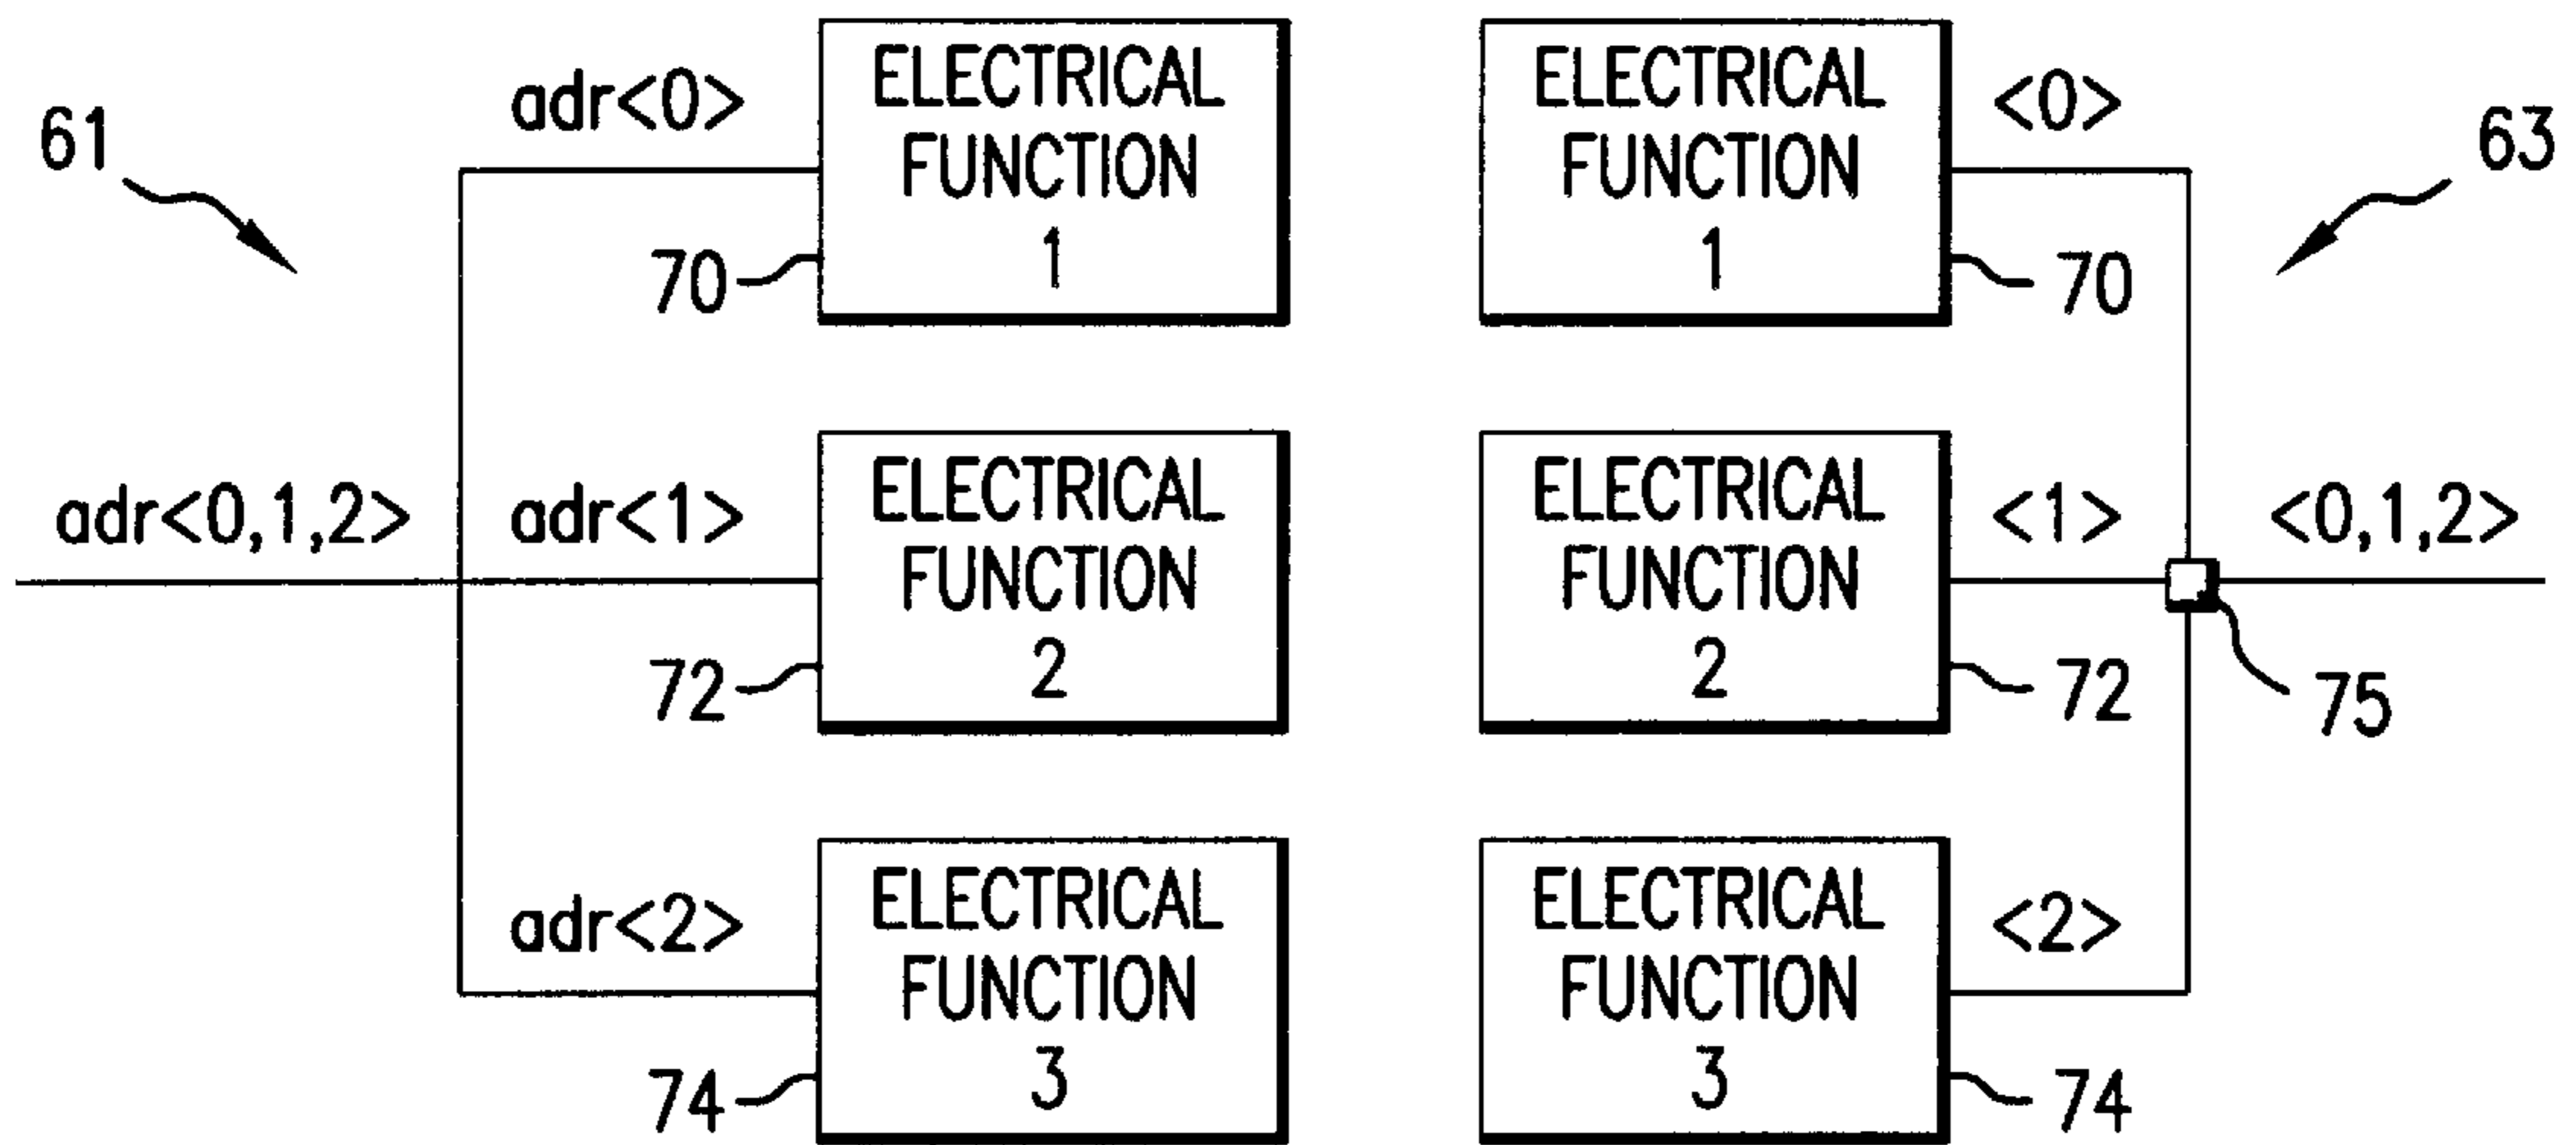 61
adr<0>
ELECTRICAL
FUNCTION
1
70
adr<0,1,2>
adr<1>
ELECTRICAL
FUNCTION
2
72
adr<2>
ELECTRICAL
FUNCTION
3
74
ELECTRICAL
FUNCTION
1
<0>
63
70
ELECTRICAL
FUNCTION
2
<1>
<0,1,2>
72
75
ELECTRICAL
FUNCTION
3
<2>
74